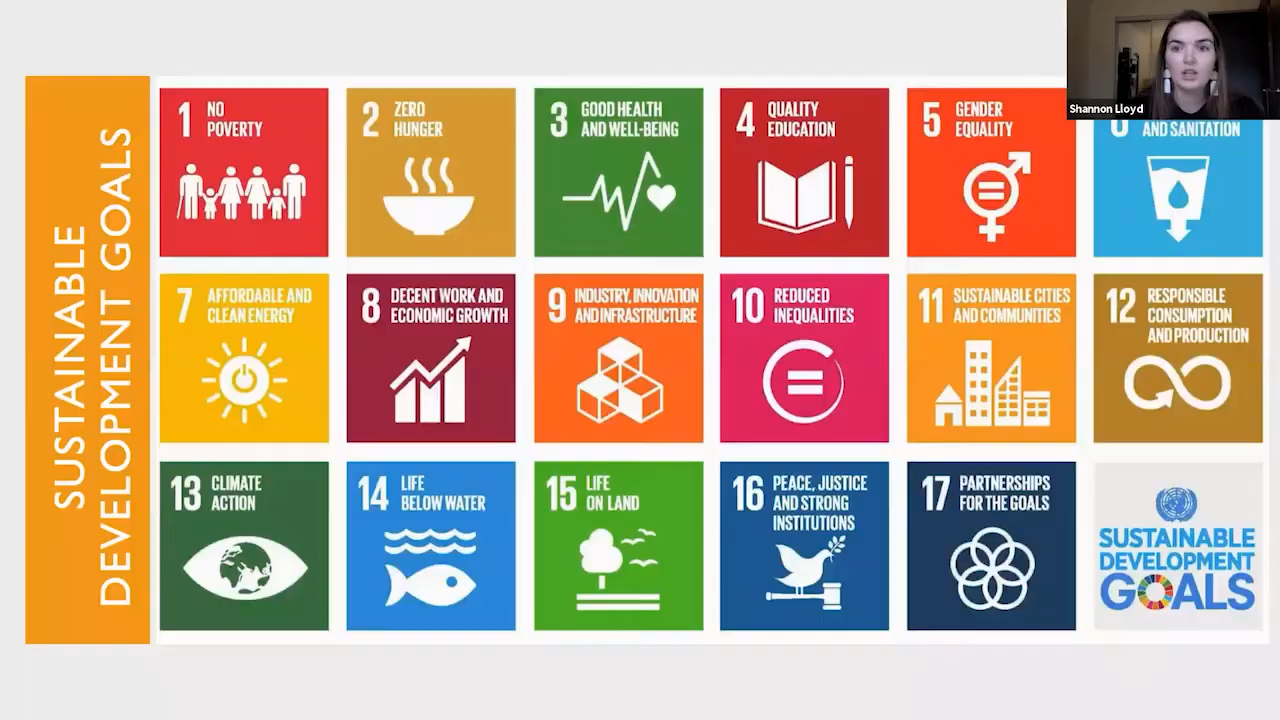 Shannon Lloyd
SUSTAINABLE
DEVELOPMENT GOALS
1 NO
POVERTY
2 ZERO
HUNGER
3 GOOD HEALTH
AND WELL-BEING
4 QUALITY
EDUCATION
5 GENDER
EQUALITY
AND SANITATION
7 AFFORDABLE AND
CLEAN ENERGY
8 DECENT WORK AND
ECONOMIC GROWTH
9 INDUSTRY, INNOVATION
AND INFRASTRUCTURE
10 REDUCED
INEQUALITIES
11 SUSTAINABLE CITIES
AND COMMUNITIES
12 RESPONSIBLE
CONSUMPTION
AND PRODUCTION
13 CLIMATE
ACTION
14 LIFE
BELOW WATER
15 LIFE
ON LAND
16 PEACE, JUSTICE
AND STRONG
INSTITUTIONS
17 PARTNERSHIPS
FOR THE GOALS
SUSTAINABLE
DEVELOPMENT
GOALS